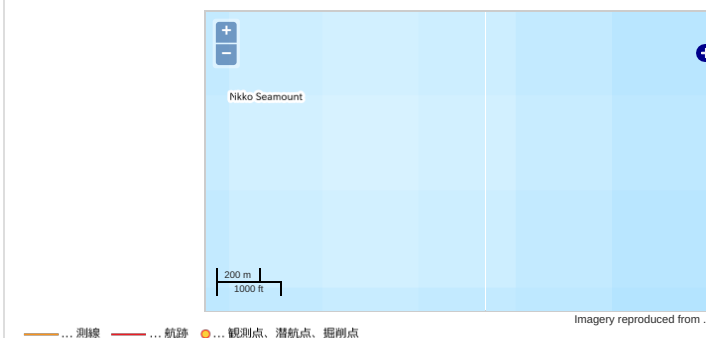 +
−
Nikko Seamount
200 m
1000 ft
Imagery reproduced from .
... 測線 ... 航跡 ... 観測点、潜航点、掘削点